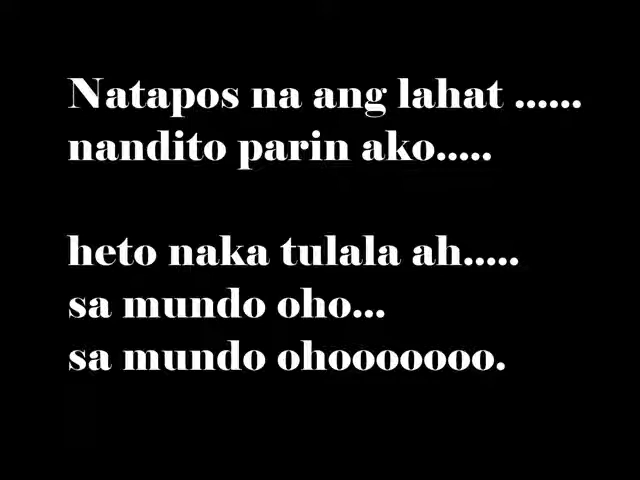 Natapos na ang lahat ......
nandito parin ako.....
heto naka tulala ah.....
sa mundo oho...
sa mundo ohooooooo.